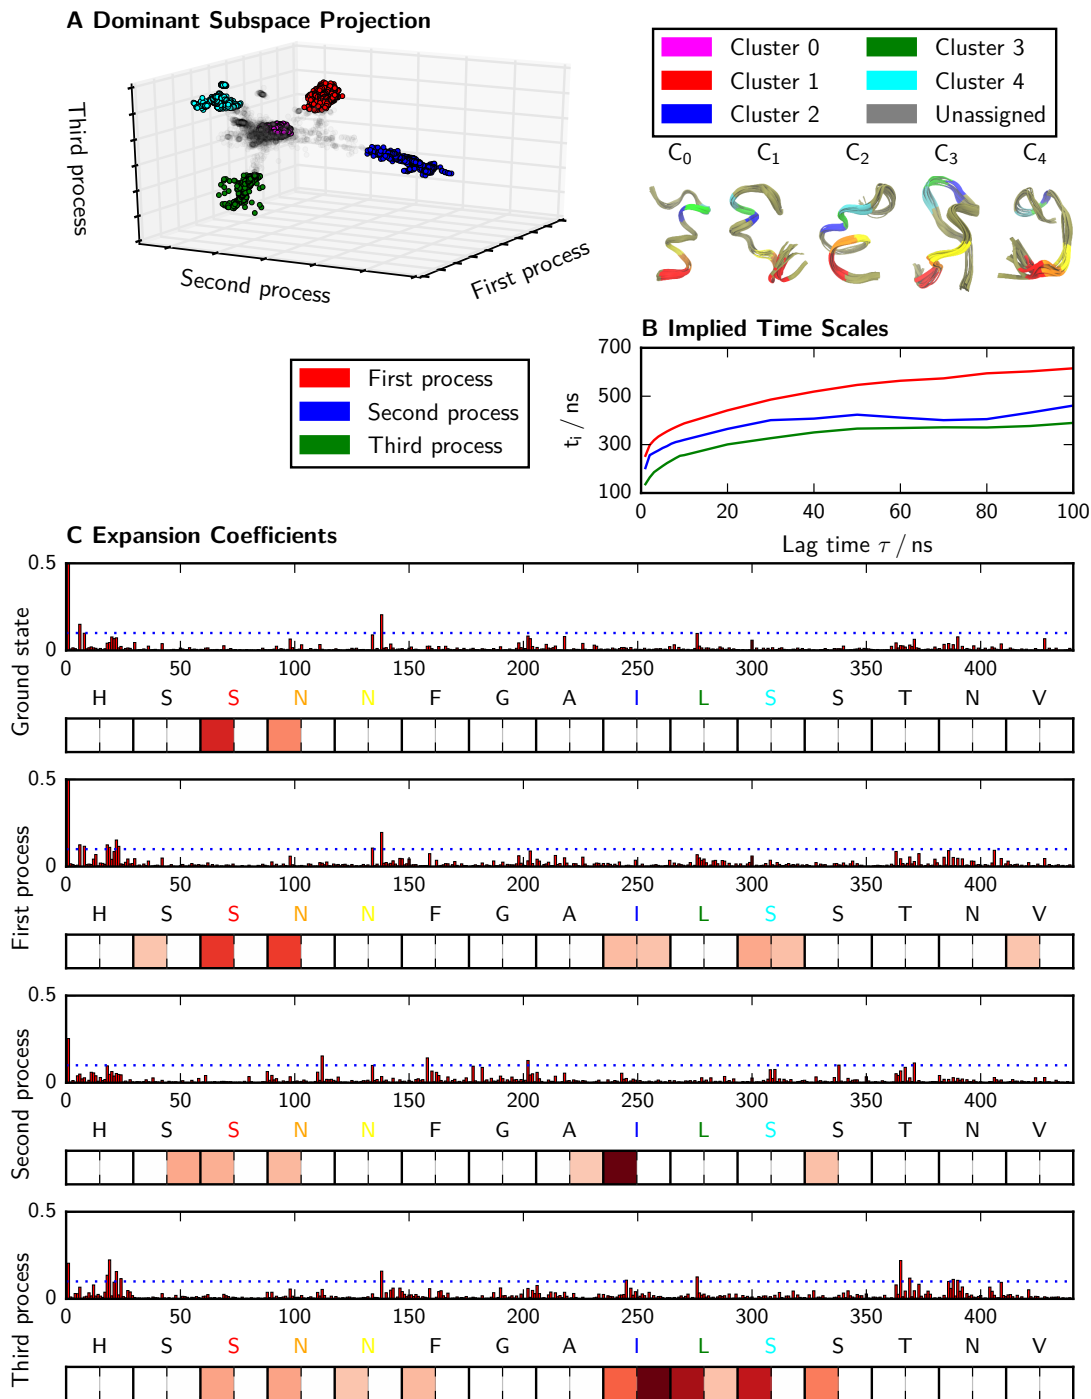 A Dominant Subspace Projection
Third process
Second process
First process
Cluster 0
Cluster 3
Cluster 1
Cluster 4
Cluster 2
Unassigned
C0 C1 C2 C3 C4
First process
Second process
Third process
B Implied Time Scales
700
500
300
100
ti / ns
0 20 40 60 80 100
Lag time τ / ns
C Expansion Coefficients
Ground state
0.5
0
0 50 100 150 200 250 300 350 400
H S S N N F G A I L S S T N V
First process
0.5
0
0 50 100 150 200 250 300 350 400
H S S N N F G A I L S S T N V
Second process
0.5
0
0 50 100 150 200 250 300 350 400
H S S N N F G A I L S S T N V
Third process
0.5
0
0 50 100 150 200 250 300 350 400
H S S N N F G A I L S S T N V